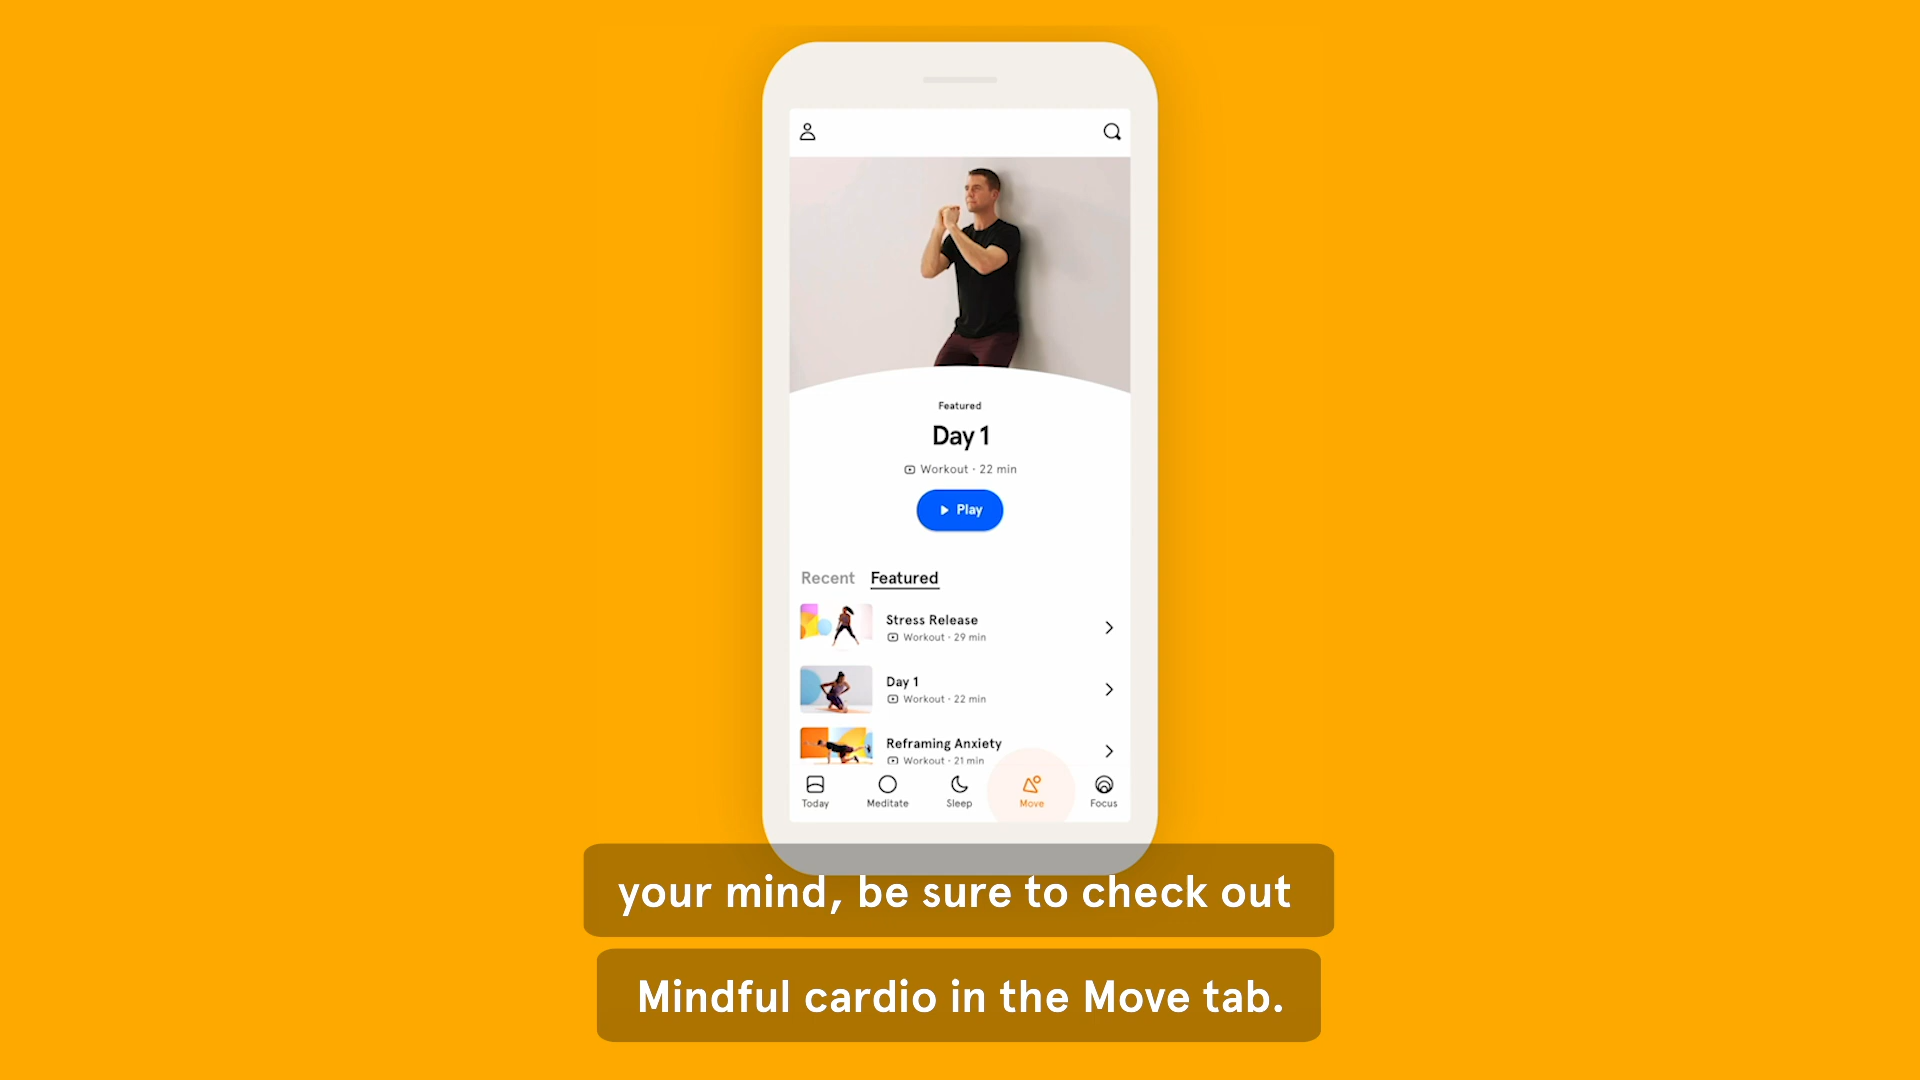 Featured
Day 1
Workout · 22 min
Play
Recent Featured
Stress Release
Workout · 29 min
Day 1
Workout · 22 min
Reframing Anxiety
Workout · 21 min
Today Meditate Sleep Move Focus
your mind, be sure to check out
Mindful cardio in the Move tab.